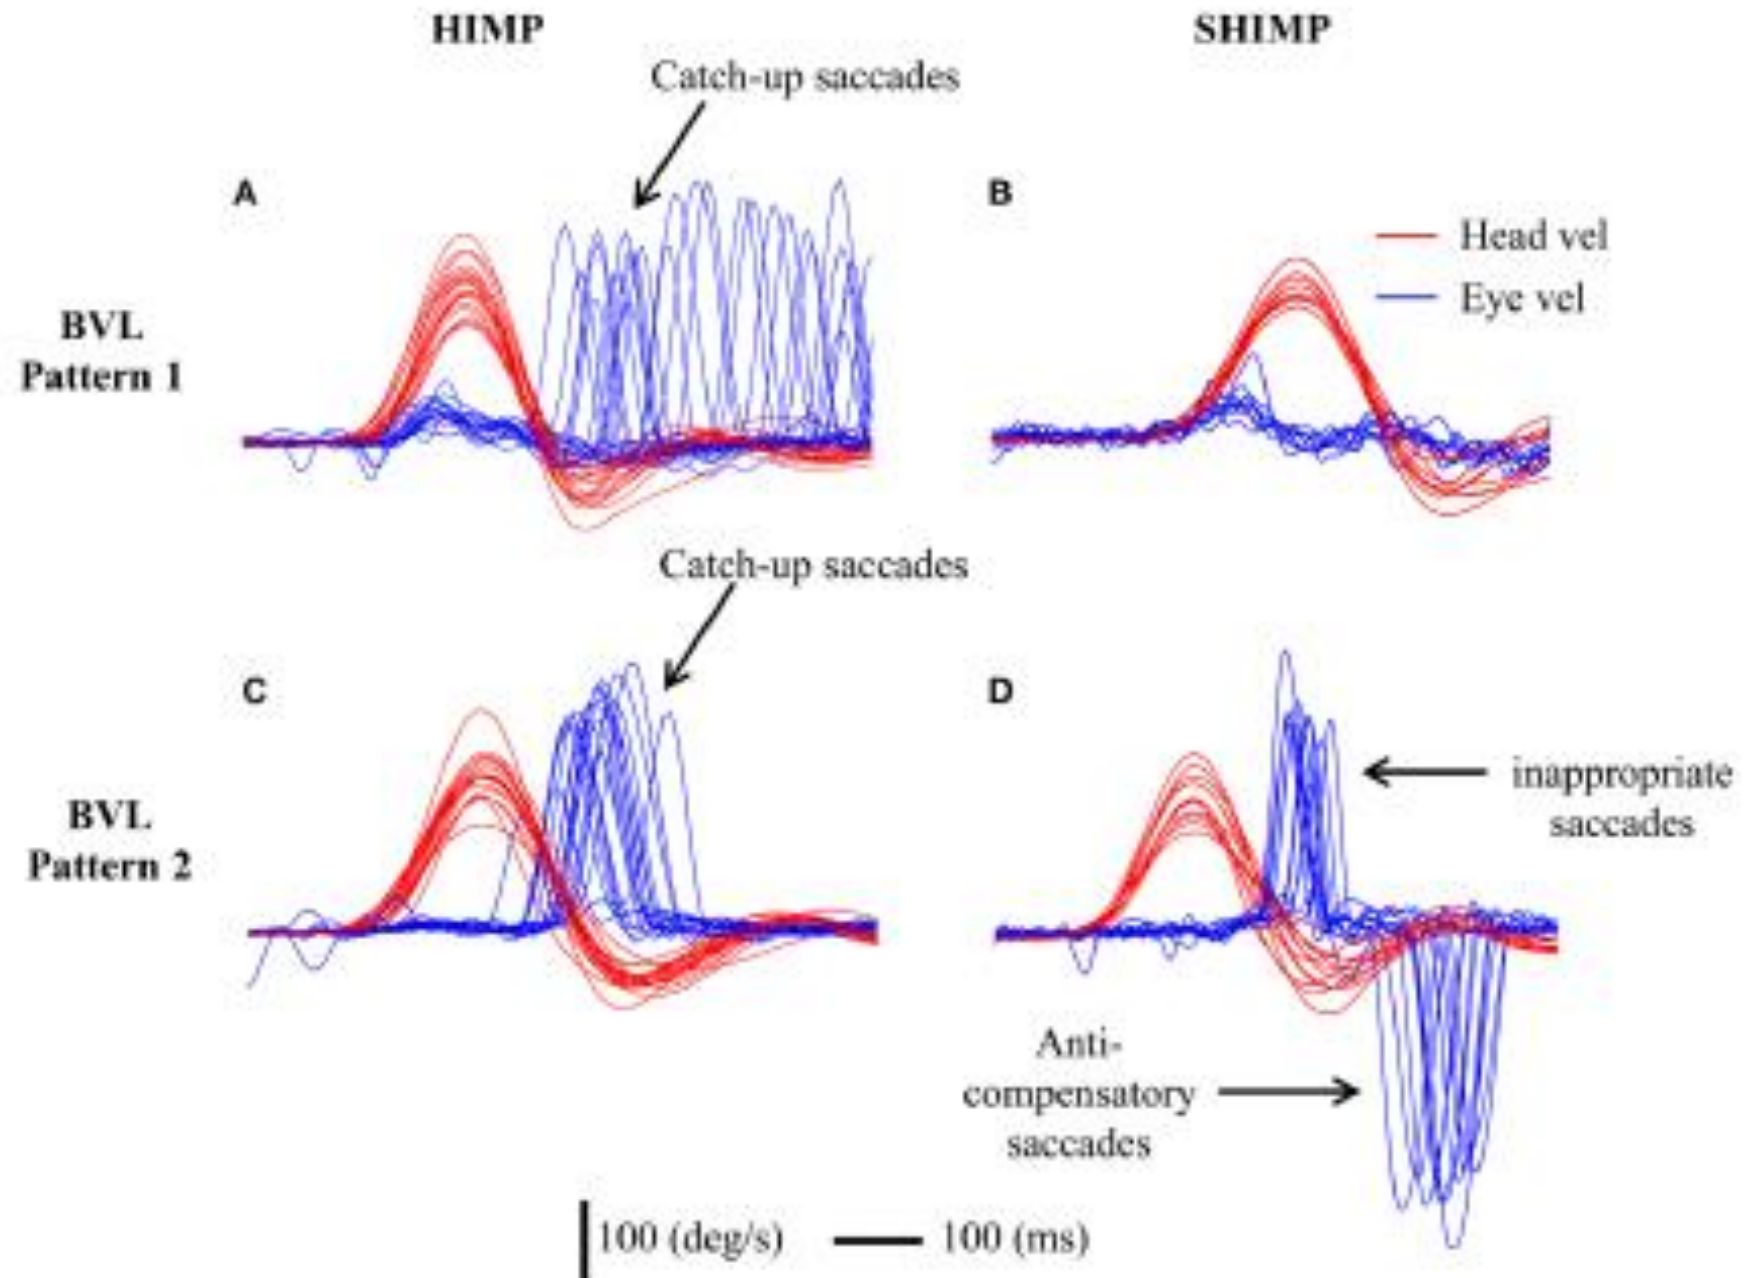 HIMP
SHIMP
Catch-up saccades
A
B
Head vel
Eye vel
BVL
Pattern 1
Catch-up saccades
C
D
inappropriate
saccades
BVL
Pattern 2
Anti-
compensatory
saccades
100 (deg/s)
100 (ms)